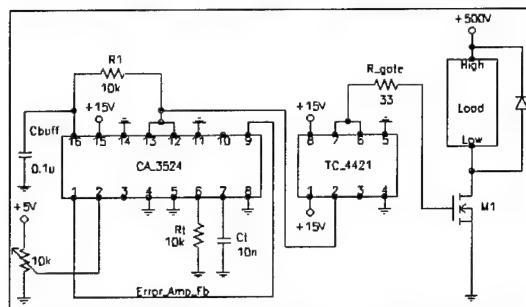 +500V
R1
10k
+15V
Cbuff
0.1u
16 15 14 13 12 11 10 9
CA_3524
1 2 3 4 5 6 7 8
+5V
10k
Rt
10k
Ct
10n
Error_Amp_Fb
R_gate
33
+15V
8 7 6 5
TC_4421
1 2 3 4
+15V
High
Load
Low
M1